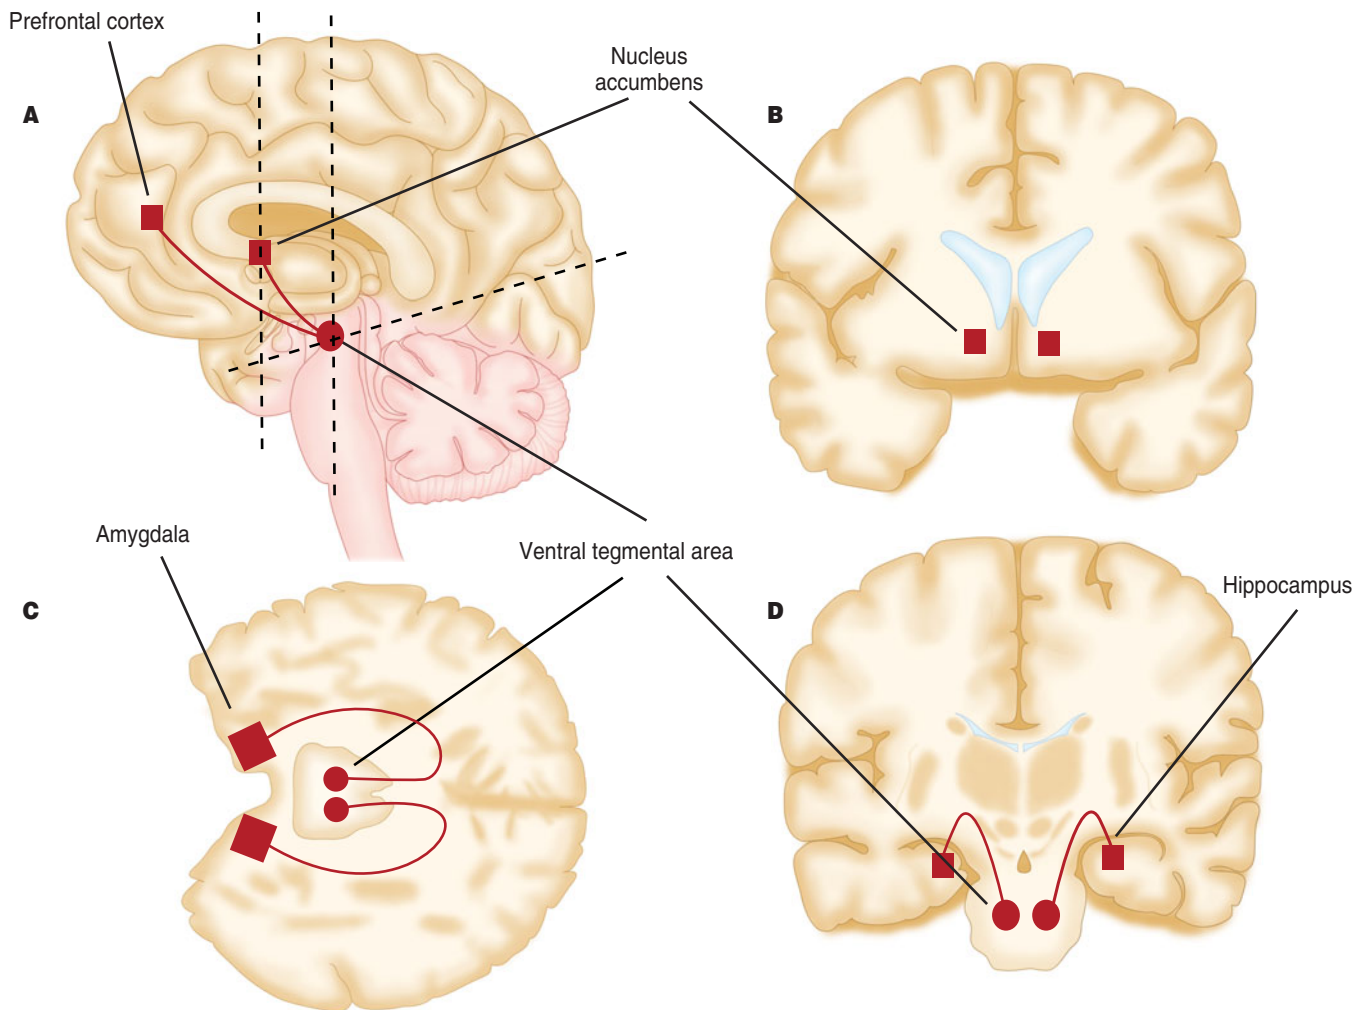 Prefrontal cortex
Nucleus
accumbens
A
B
Amygdala
Ventral tegmental area
Hippocampus
C
D